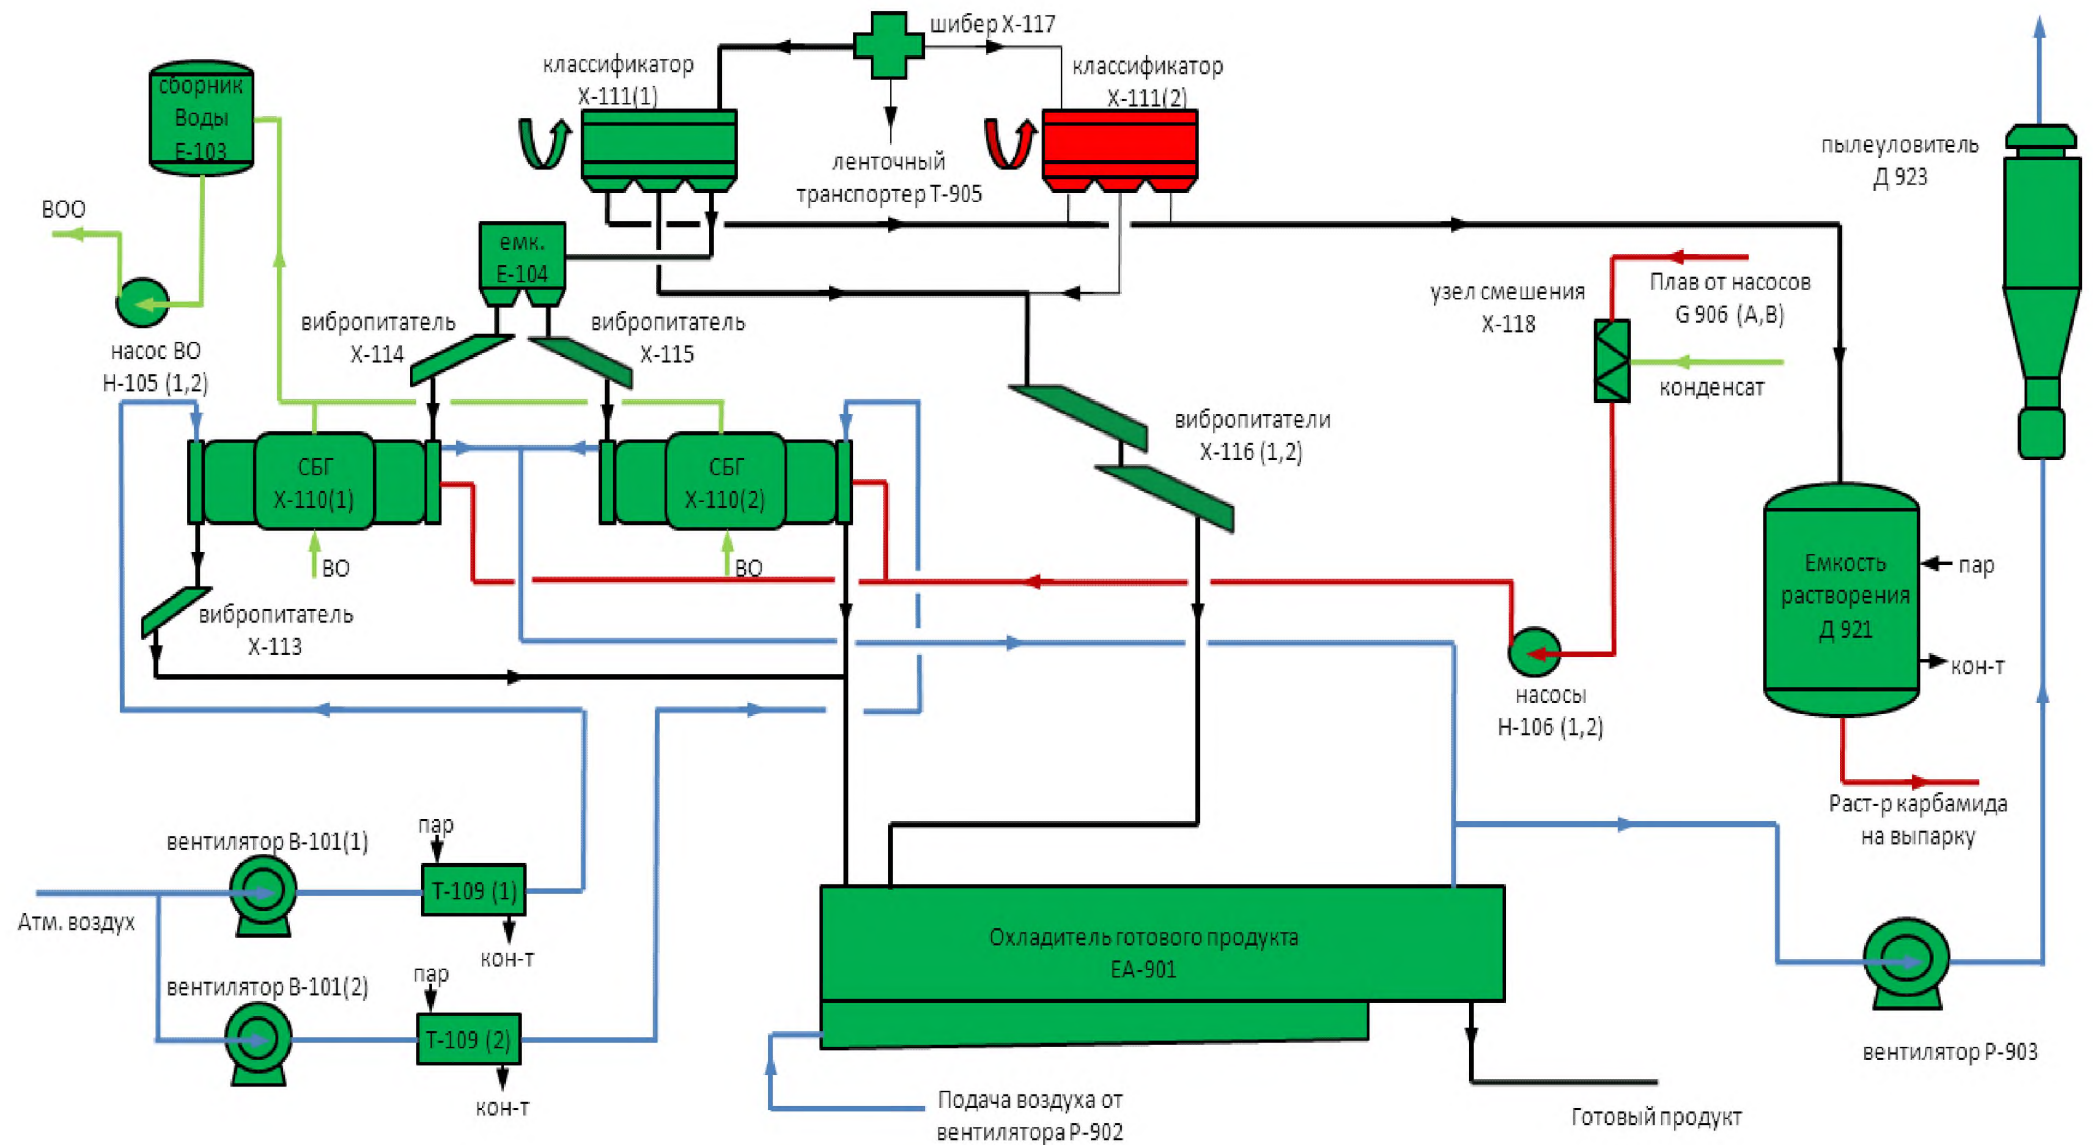 шибер Х-117
классификатор
Х-111(1)
классификатор
Х-111(2)
сборник
Воды
Е-103
ленточный
транспортер Т-905
пылеуловитель
Д 923
ВОО
емк.
Е-104
узел смешения
Х-118
Плав от насосов
G 906 (А,В)
конденсат
насос ВО
Н-105 (1,2)
вибропитатель
Х-114
вибропитатель
Х-115
вибропитатели
Х-116 (1,2)
СБГ
Х-110(1)
СБГ
Х-110(2)
ВО
ВО
вибропитатель
Х-113
Емкость
растворения
Д 921
пар
кон-т
насосы
Н-106 (1,2)
Раст-р карбамида
на выпарку
вентилятор В-101(1)
пар
Т-109 (1)
кон-т
Атм. воздух
вентилятор В-101(2)
пар
Т-109 (2)
кон-т
Охладитель готового продукта
ЕА-901
Подача воздуха от
вентилятора Р-902
Готовый продукт
вентилятор Р-903